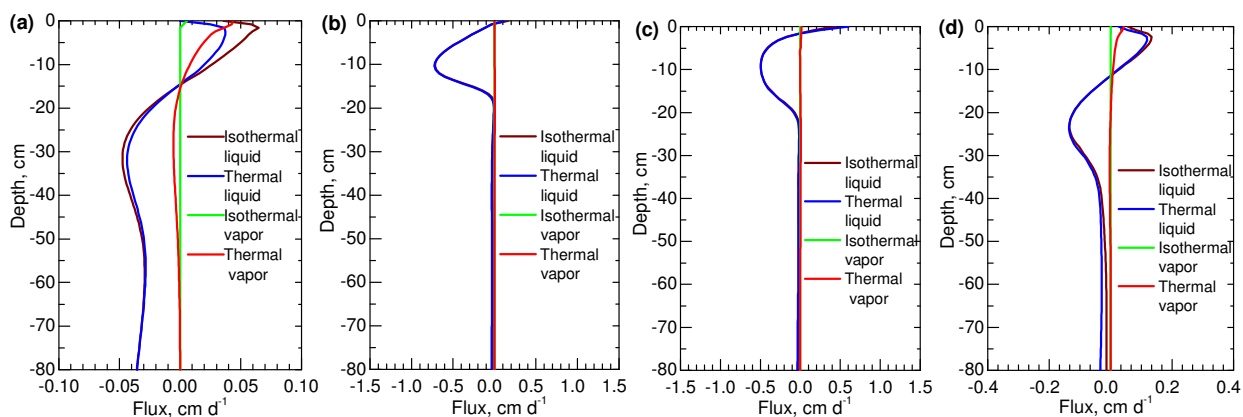 (a)
0
-10
-20
-30
-40
-50
-60
-70
-80
Depth, cm
-0.10
-0.05
0.00
0.05
0.10
Flux, cm d-1
Isothermal
liquid
Thermal
liquid
Isothermal
vapor
Thermal
vapor
(b)
0
-10
-20
-30
-40
-50
-60
-70
-80
Depth, cm
-1.5
-1.0
-0.5
0.0
0.5
1.0
1.5
Flux, cm d-1
Isothermal
liquid
Thermal
liquid
Isothermal
vapor
Thermal
vapor
(c)
0
-10
-20
-30
-40
-50
-60
-70
-80
Depth, cm
-1.5
-1.0
-0.5
0.0
0.5
1.0
1.5
Flux, cm d-1
Isothermal
liquid
Thermal
liquid
Isothermal
vapor
Thermal
vapor
(d)
0
-10
-20
-30
-40
-50
-60
-70
-80
Depth, cm
-0.4
-0.2
0.0
0.2
0.4
Flux, cm d-1
Isothermal
liquid
Thermal
liquid
Isothermal
vapor
Thermal
vapor